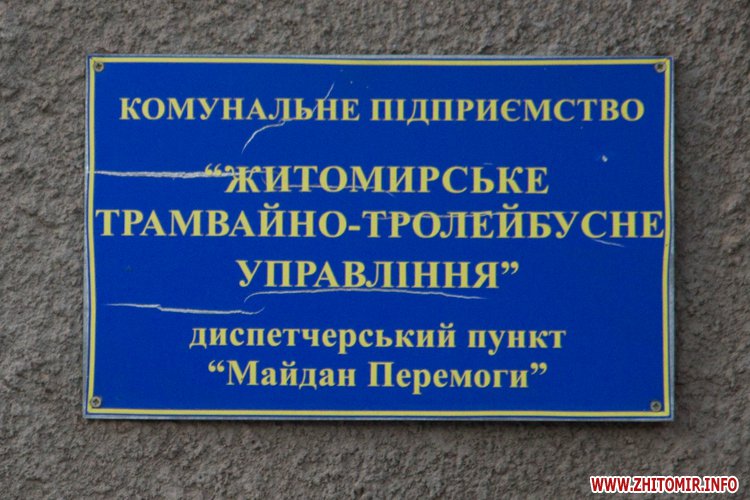 КОМУНАЛЬНЕ ПІДПРИЄМСТВО
“ЖИТОМИРСЬКЕ
ТРАМВАЙНО-ТРОЛЕЙБУСНЕ
УПРАВЛІННЯ”
диспетчерський пункт
“Майдан Перемоги”
WWW.ZHITOMIR.INFO